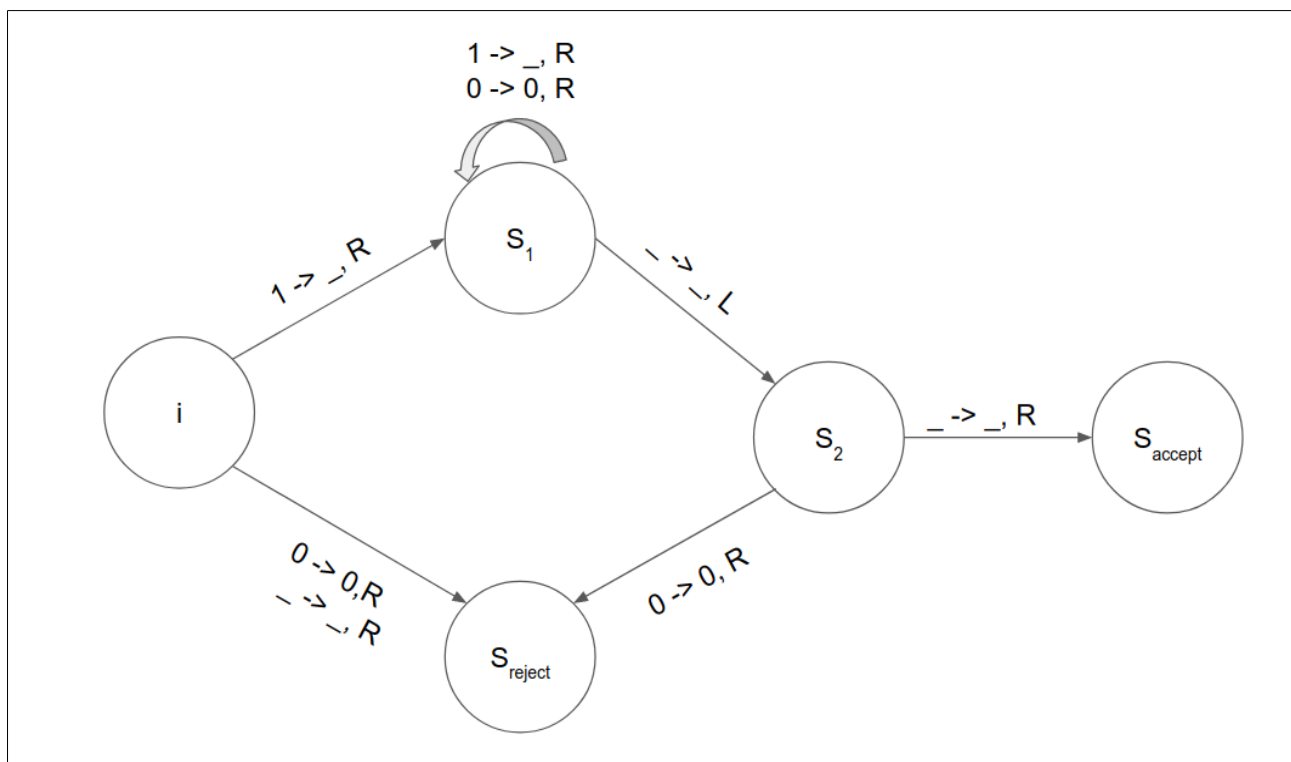 1 -> _, R
0 -> 0, R
S1
1 -> _, R
_ -> _, L
i
S2
_ -> _, R
Saccept
0 -> 0,R
_ -> _, R
0 -> 0, R
Sreject